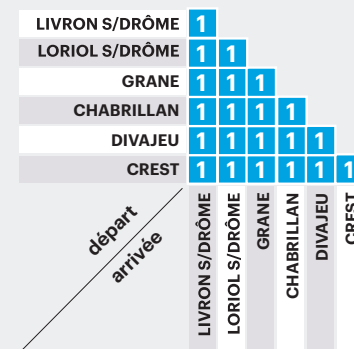 LIVRON S/DRÔME 1
LORIOL S/DRÔME 1 1
GRANE 1 1 1
CHABRILLAN 1 1 1 1
DIVAJEU 1 1 1 1 1
CREST 1 1 1 1 1 1
départ
arrivée
LIVRON S/DRÔME
LORIOL S/DRÔME
GRANE
CHABRILLAN
DIVAJEU
CREST